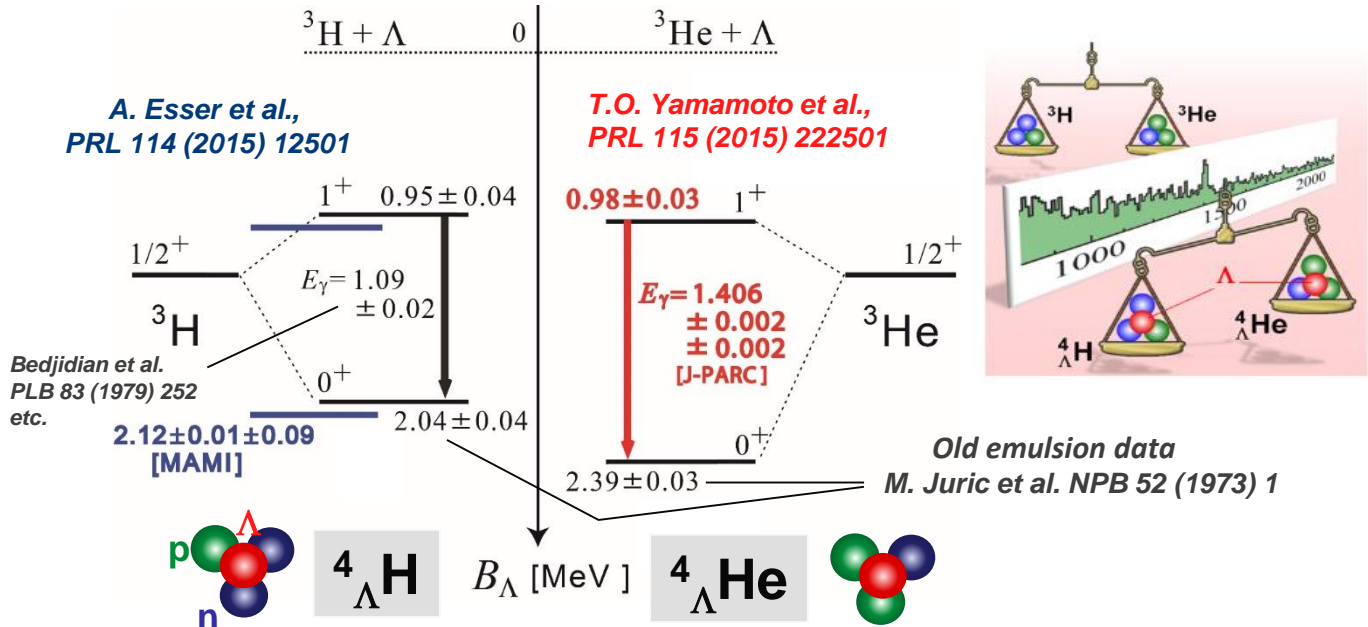 ³H + Λ
0
³He + Λ
A. Esser et al.,
PRL 114 (2015) 12501
T.O. Yamamoto et al.,
PRL 115 (2015) 222501
1⁺
0.95±0.04
0.98±0.03
1⁺
1/2⁺
1/2⁺
Eγ= 1.09
± 0.02
Eγ= 1.406
± 0.002
± 0.002
[J-PARC]
³H
³He
Bedjidian et al.
PLB 83 (1979) 252
etc.
0⁺
2.04±0.04
2.12±0.01±0.09
[MAMI]
0⁺
2.39±0.03
Old emulsion data
M. Juric et al. NPB 52 (1973) 1
p
Λ
n
⁴ΛH
BΛ [MeV]
⁴ΛHe
³H
³He
1000
1500
2000
Λ
⁴ΛH
⁴ΛHe